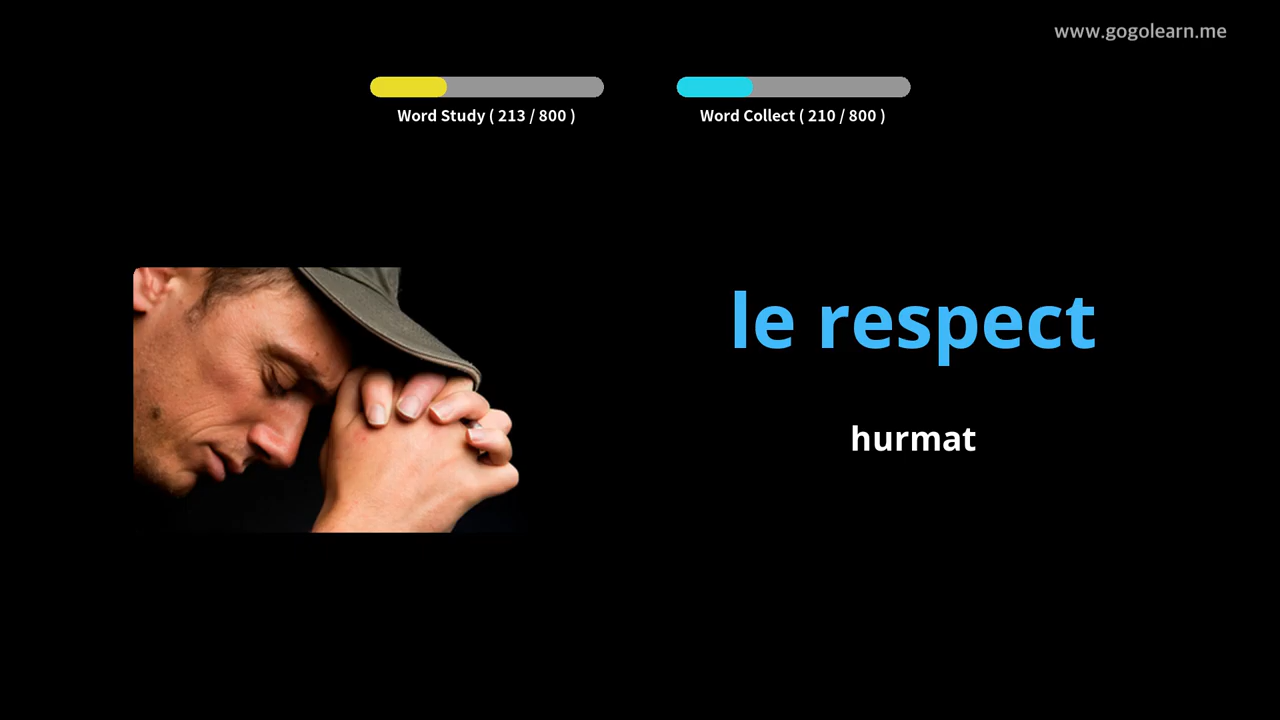 www.gogolearn.me
Word Study ( 213 / 800 )
Word Collect ( 210 / 800 )
le respect
hurmat